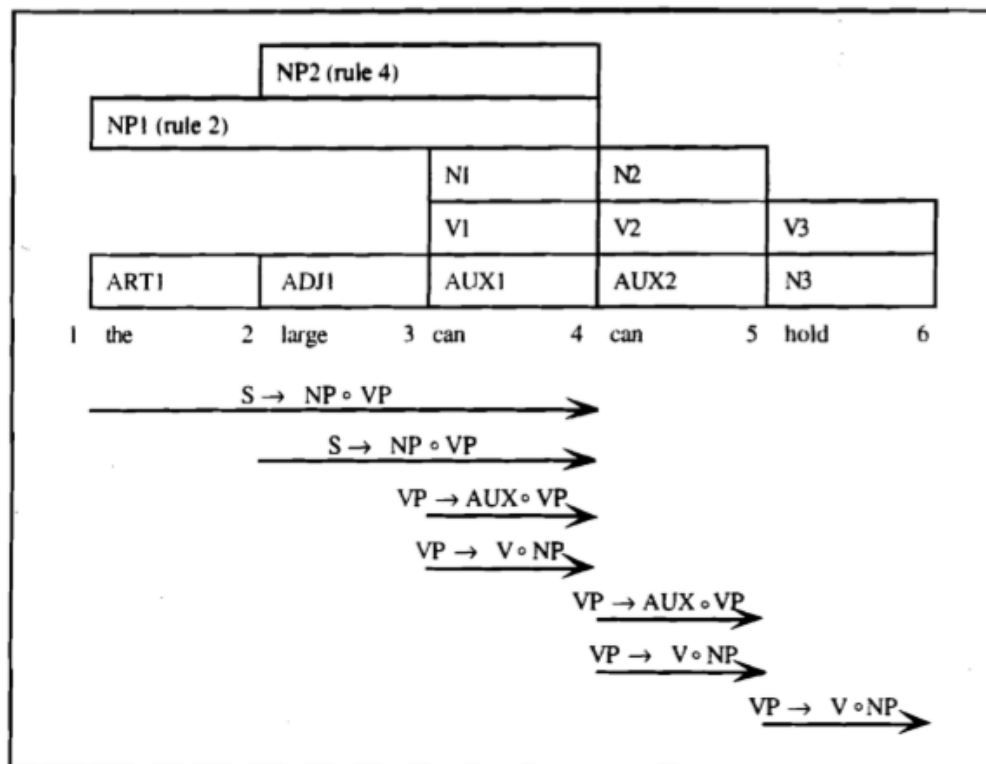 NP2 (rule 4)
NP1 (rule 2)
N1 N2
V1 V2 V3
ART1 ADJ1 AUX1 AUX2 N3
1 the 2 large 3 can 4 can 5 hold 6
S → NP ∘ VP
S → NP ∘ VP
VP → AUX ∘ VP
VP → V ∘ NP
VP → AUX ∘ VP
VP → V ∘ NP
VP → V ∘ NP